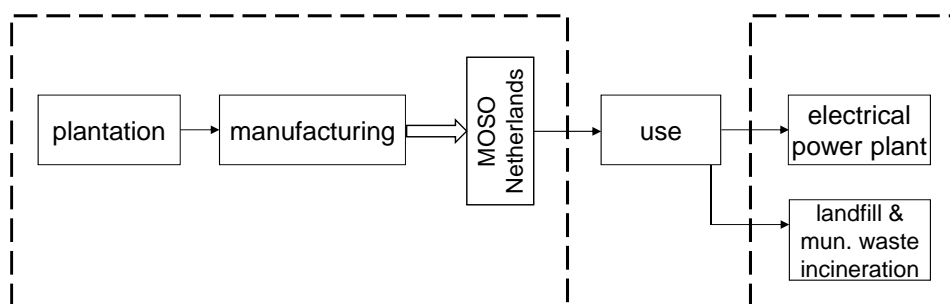 plantation
manufacturing
MOSO
Netherlands
use
electrical
power plant
landfill &
mun. waste
incineration